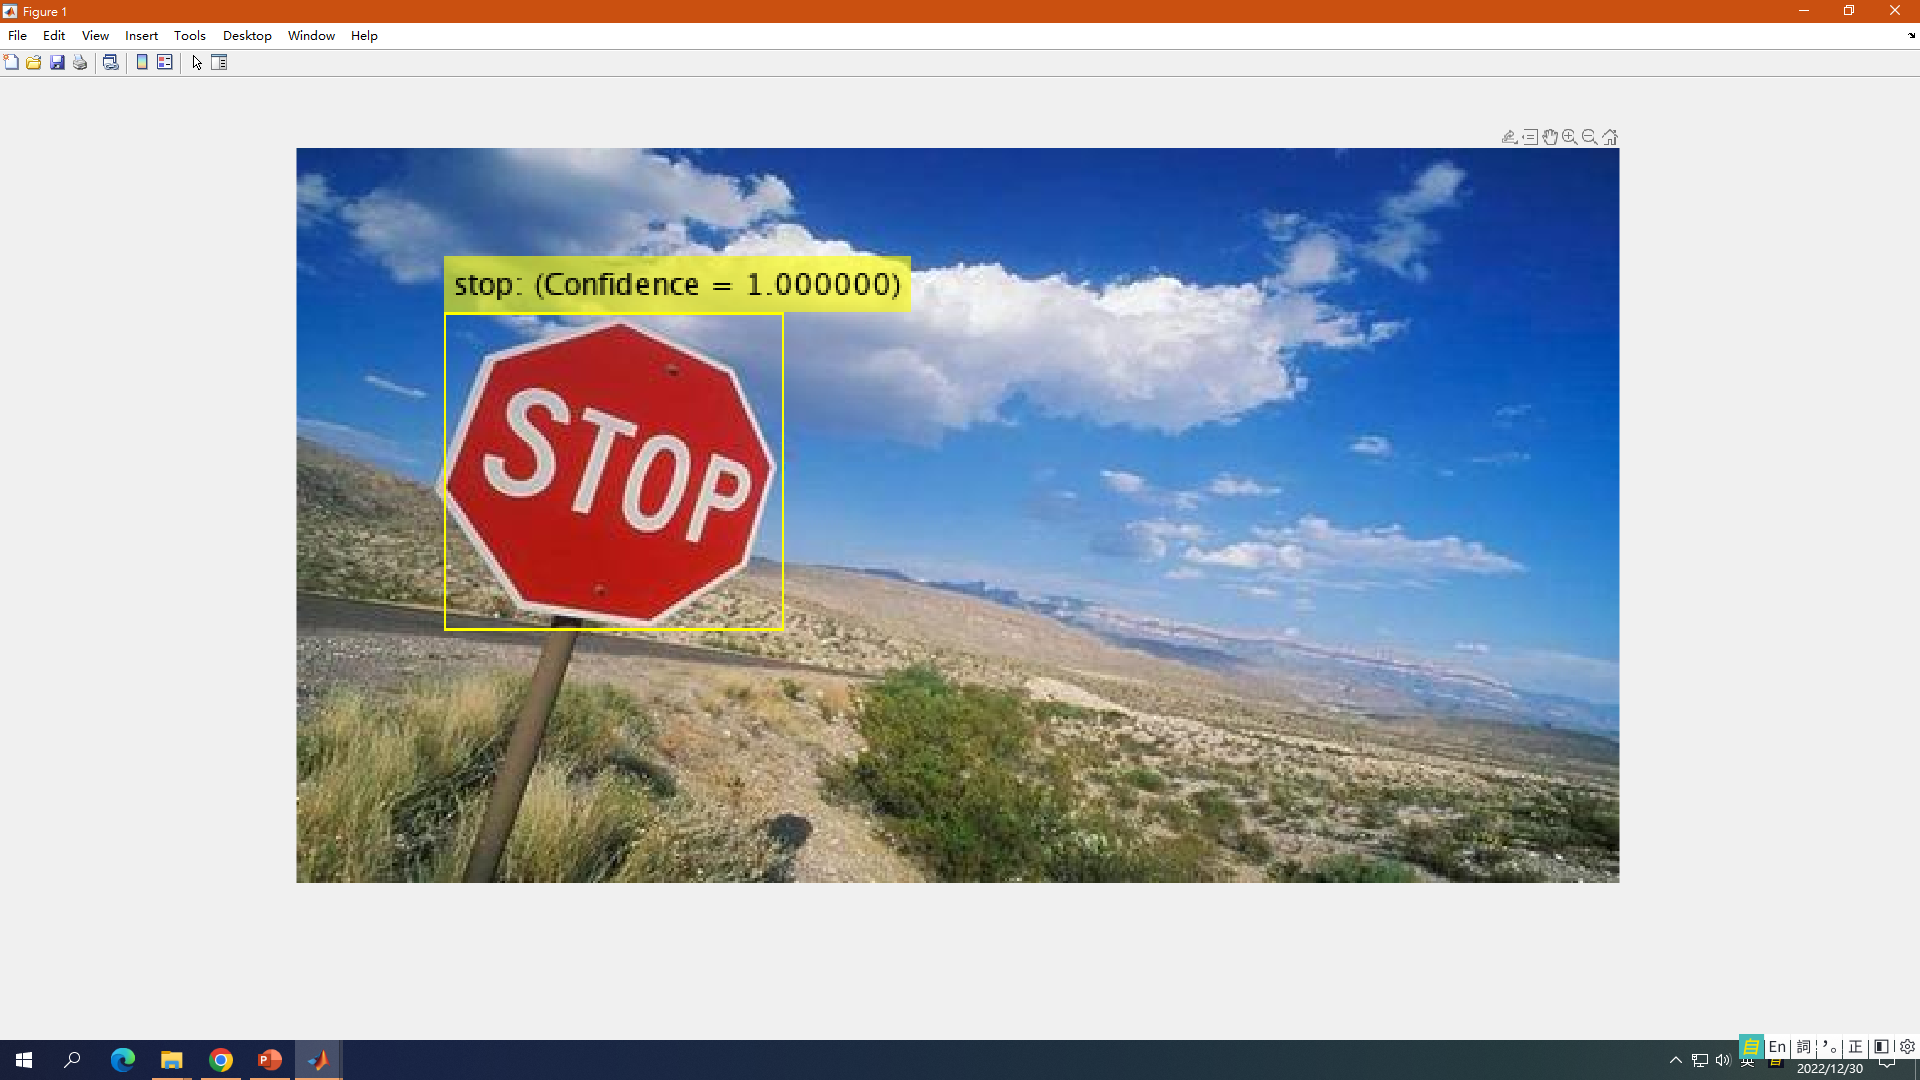 Figure 1
File Edit View Insert Tools Desktop Window Help
stop: (Confidence = 1.000000)
STOP
P
自 En 詞 ，。 正
2022/12/30